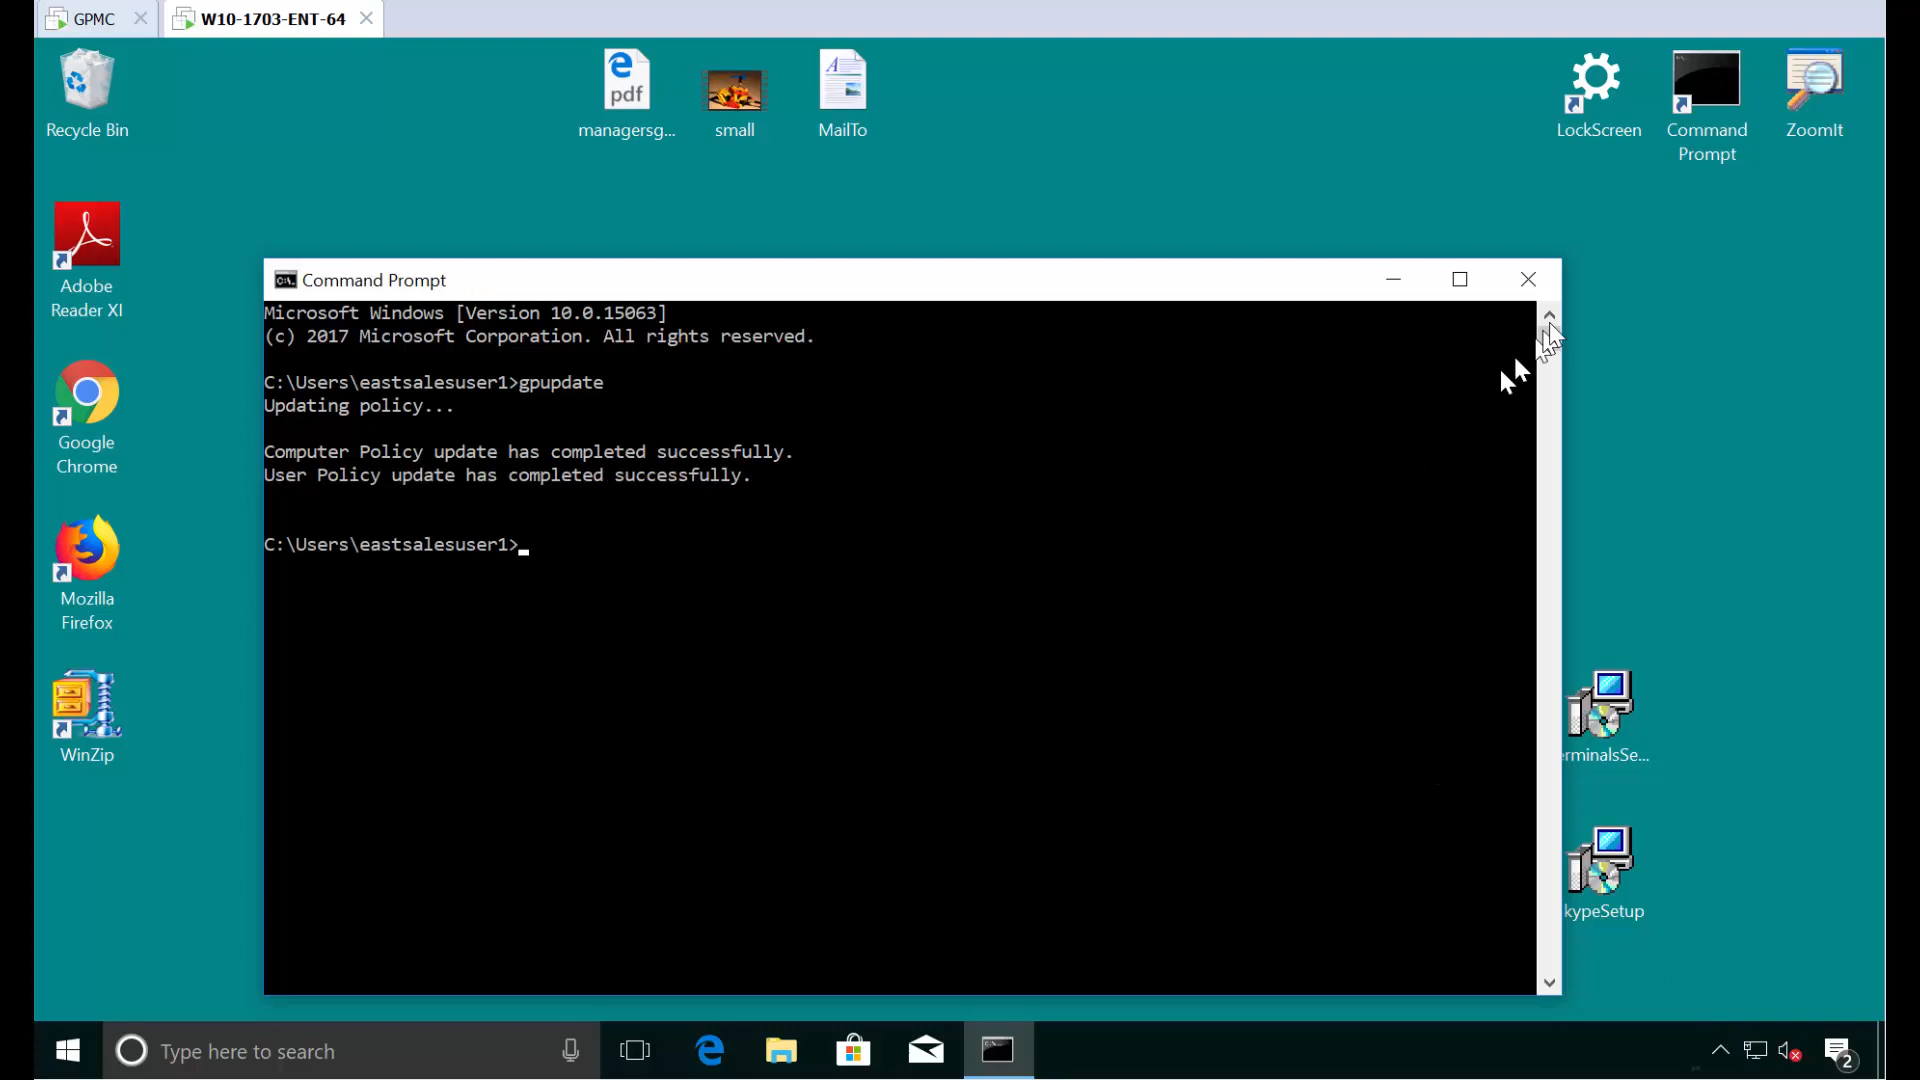 GPMC
W10-1703-ENT-64
Recycle Bin
pdf
managersg...
small
MailTo
LockScreen
Command
Prompt
ZoomIt
Adobe
Reader XI
Google
Chrome
Mozilla
Firefox
WinZip
Command Prompt
Microsoft Windows [Version 10.0.15063]
(c) 2017 Microsoft Corporation. All rights reserved.
C:\Users\eastsalesuser1>gpupdate
Updating policy...
Computer Policy update has completed successfully.
User Policy update has completed successfully.
C:\Users\eastsalesuser1>
erminalsSe...
kypeSetup
Type here to search
2